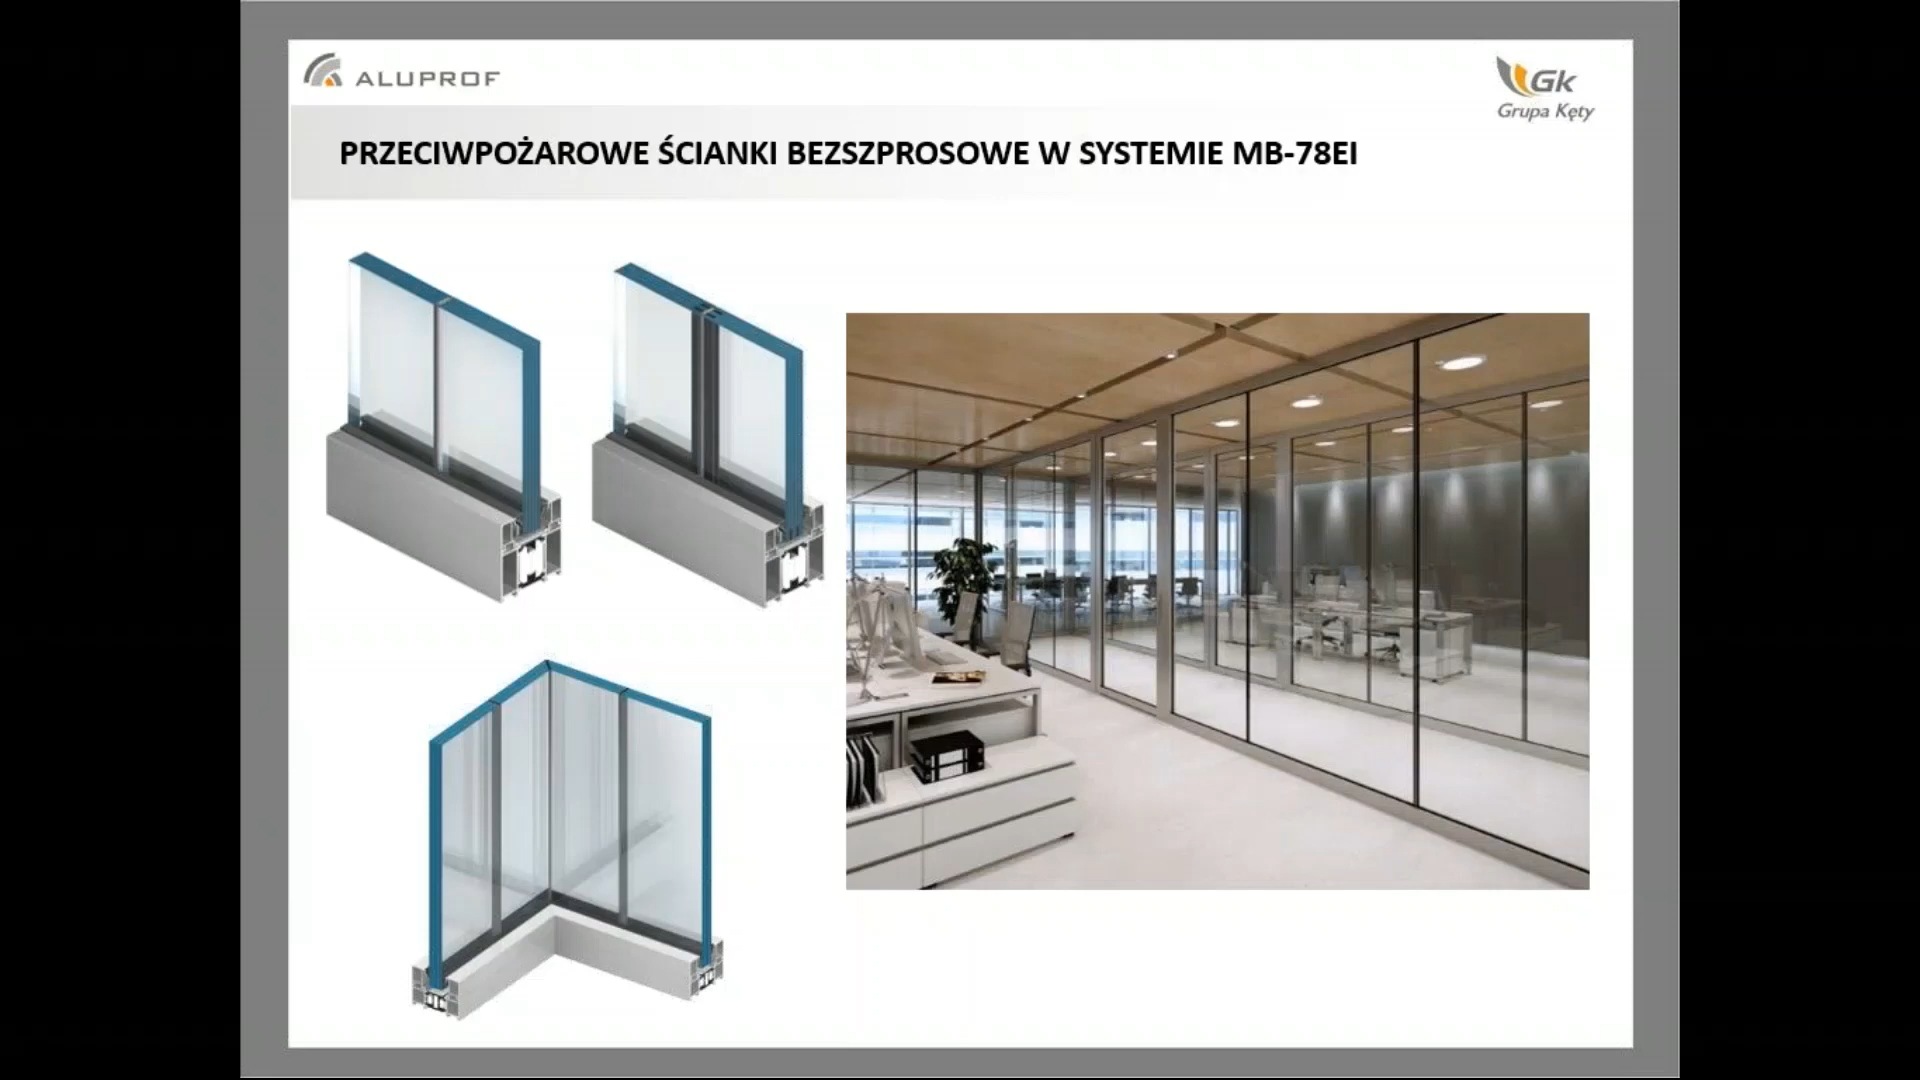 ALUPROF
Gk
Grupa Kęty
PRZECIWPOŻAROWE ŚCIANKI BEZSZPROSOWE W SYSTEMIE MB-78EI